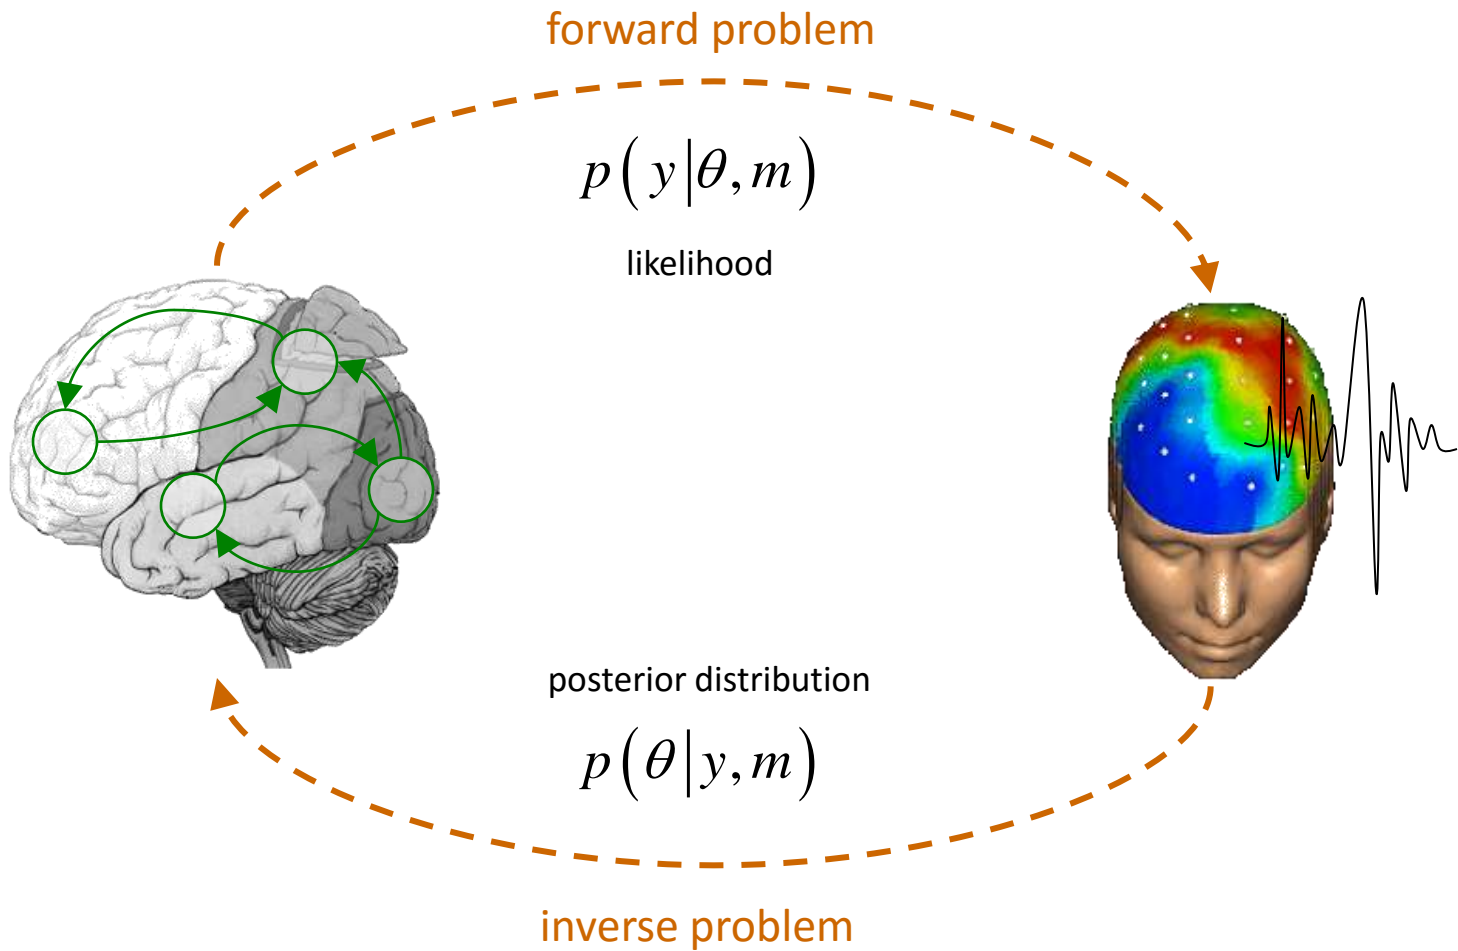 forward problem
p( y|θ, m)
likelihood
posterior distribution
p(θ|y, m)
inverse problem